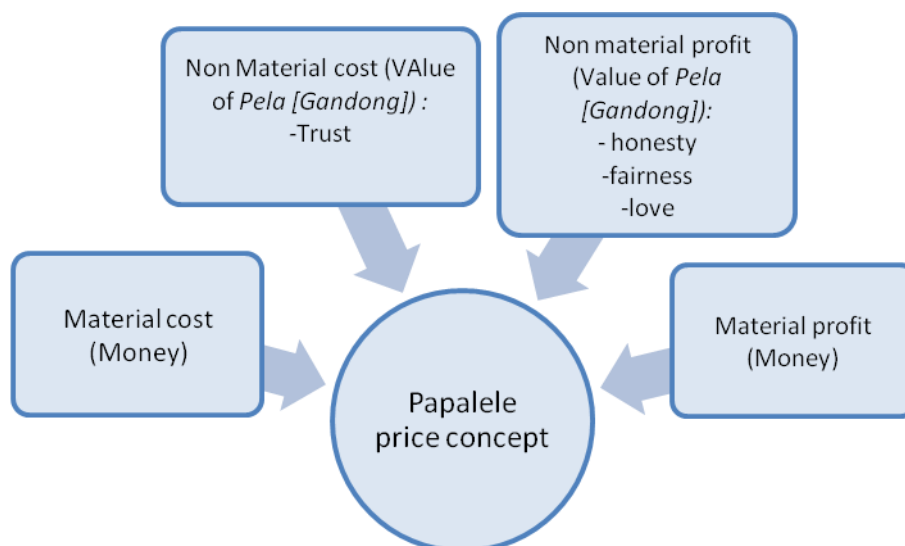 Non Material cost (VAlue
of Pela [Gandong]) :
-Trust
Non material profit
(Value of Pela
[Gandong]):
- honesty
-fairness
-love
Material cost
(Money)
Material profit
(Money)
Papalele
price concept